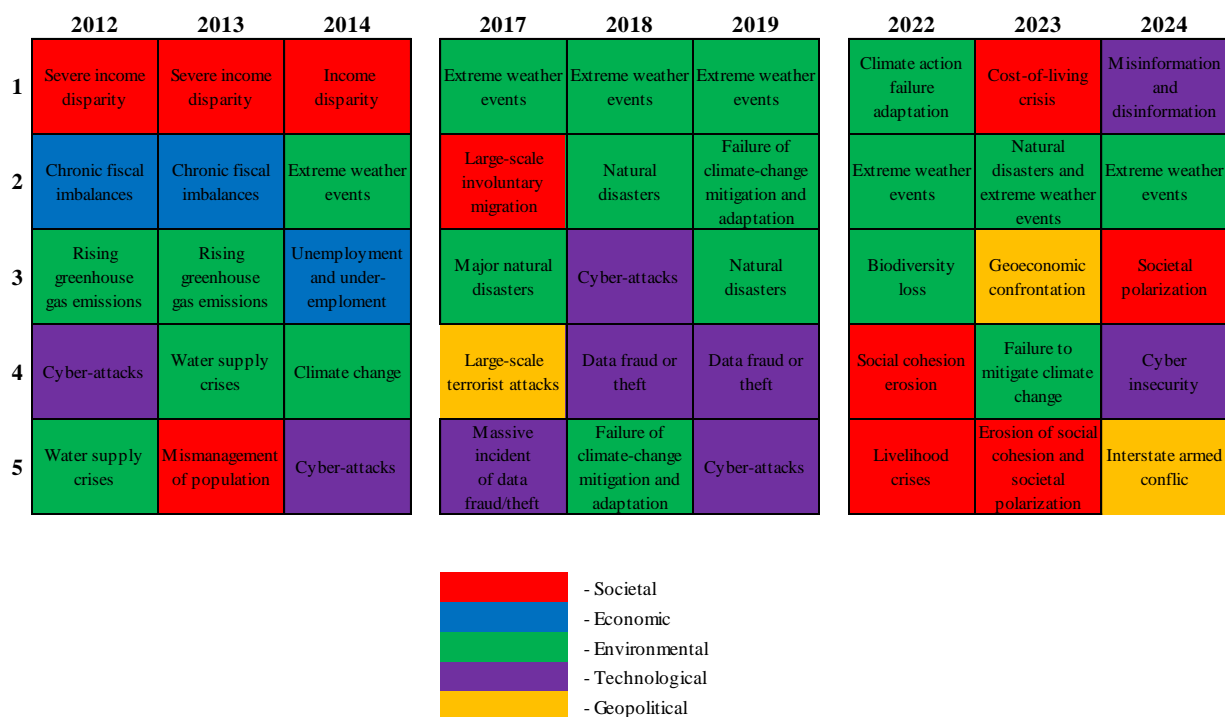 2012 2013 2014 2017 2018 2019 2022 2023 2024
1
Severe income
disparity
Severe income
disparity
Income
disparity
Extreme weather
events
Extreme weather
events
Extreme weather
events
Climate action
failure
adaptation
Cost-of-living
crisis
Misinformation
and
disinformation
2
Chronic fiscal
imbalances
Chronic fiscal
imbalances
Extreme weather
events
Large-scale
involuntary
migration
Natural
disasters
Failure of
climate-change
mitigation and
adaptation
Extreme weather
events
Natural
disasters and
extreme weather
events
Extreme weather
events
3
Rising
greenhouse
gas emissions
Rising
greenhouse
gas emissions
Unemployment
and under-
emploment
Major natural
disasters
Cyber-attacks
Natural
disasters
Biodiversity
loss
Geoeconomic
confrontation
Societal
polarization
4
Cyber-attacks
Water supply
crises
Climate change
Large-scale
terrorist attacks
Data fraud or
theft
Data fraud or
theft
Social cohesion
erosion
Failure to
mitigate climate
change
Cyber
insecurity
5
Water supply
crises
Mismanagement
of population
Cyber-attacks
Massive
incident
of data
fraud/theft
Failure of
climate-change
mitigation and
adaptation
Cyber-attacks
Livelihood
crises
Erosion of social
cohesion and
societal
polarization
Interstate armed
conflic
- Societal
- Economic
- Environmental
- Technological
- Geopolitical